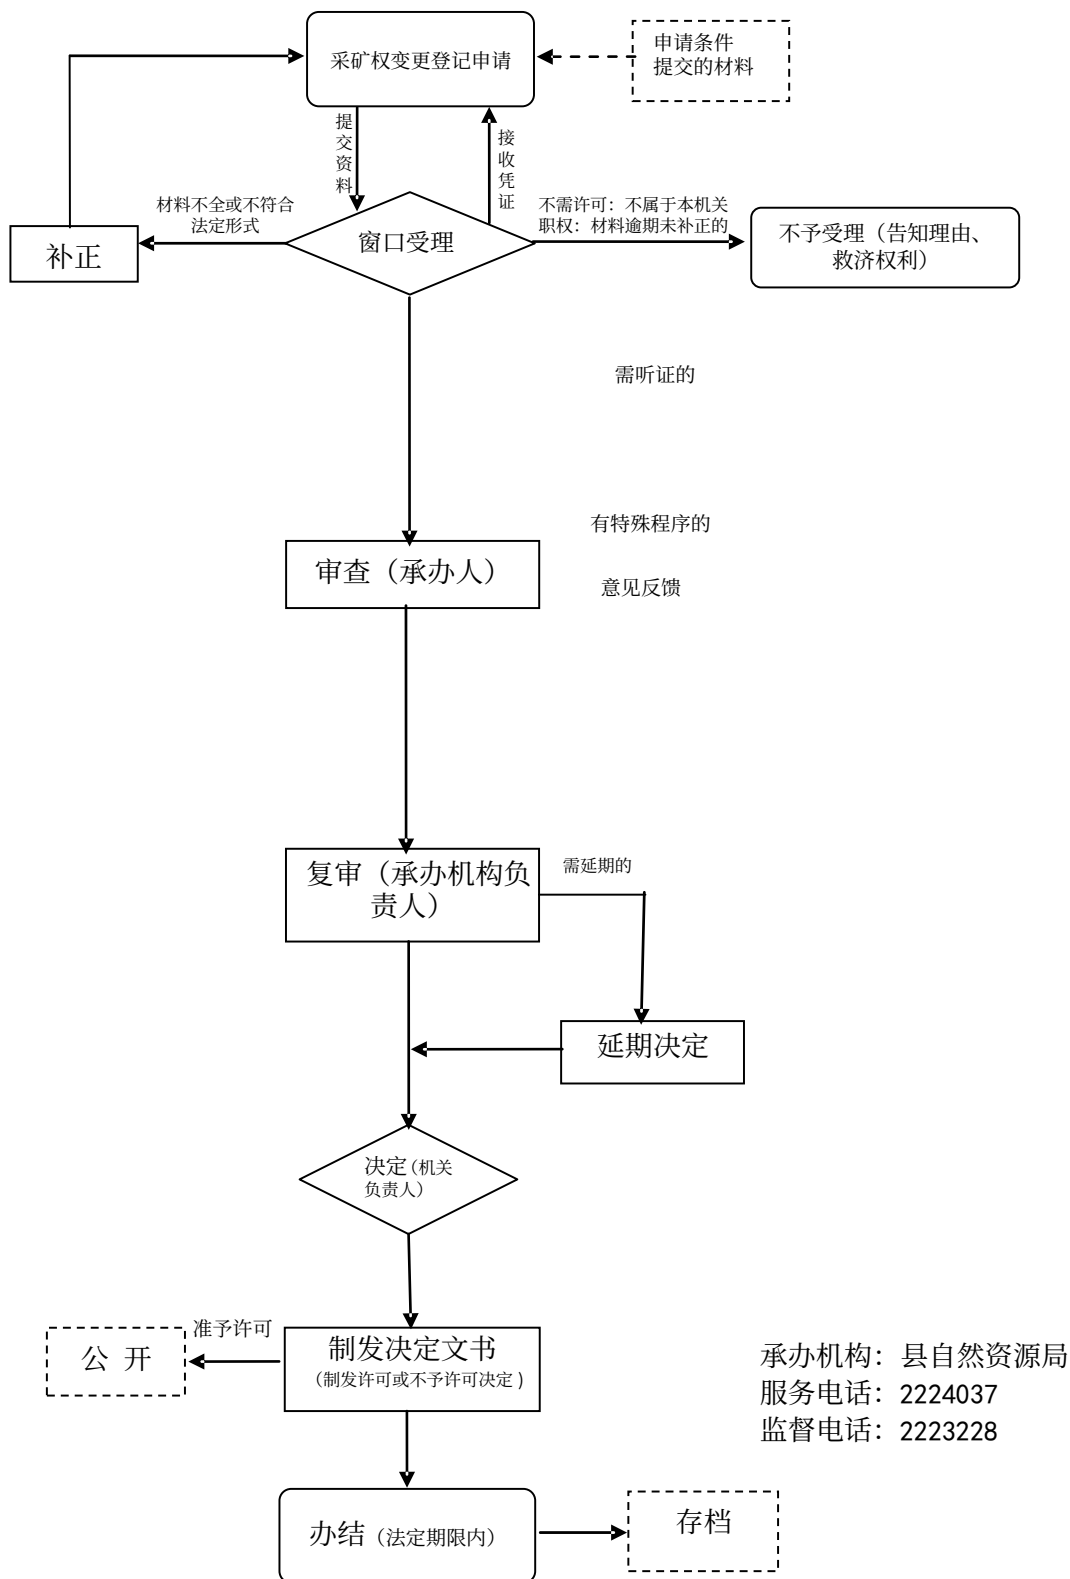 采矿权变更登记申请
申请条件
提交的材料
提交资料
接收凭证
材料不全或不符合
法定形式
不需许可：不属于本机关
职权：材料逾期未补正的
补正
窗口受理
不予受理（告知理由、
救济权利）
需听证的
有特殊程序的
审查（承办人）
意见反馈
复审（承办机构负
责人）
需延期的
延期决定
决定（机关
负责人）
准予许可
公 开
制发决定文书
（制发许可或不予许可决定）
承办机构：县自然资源局
服务电话：2224037
监督电话：2223228
办结（法定期限内）
存档